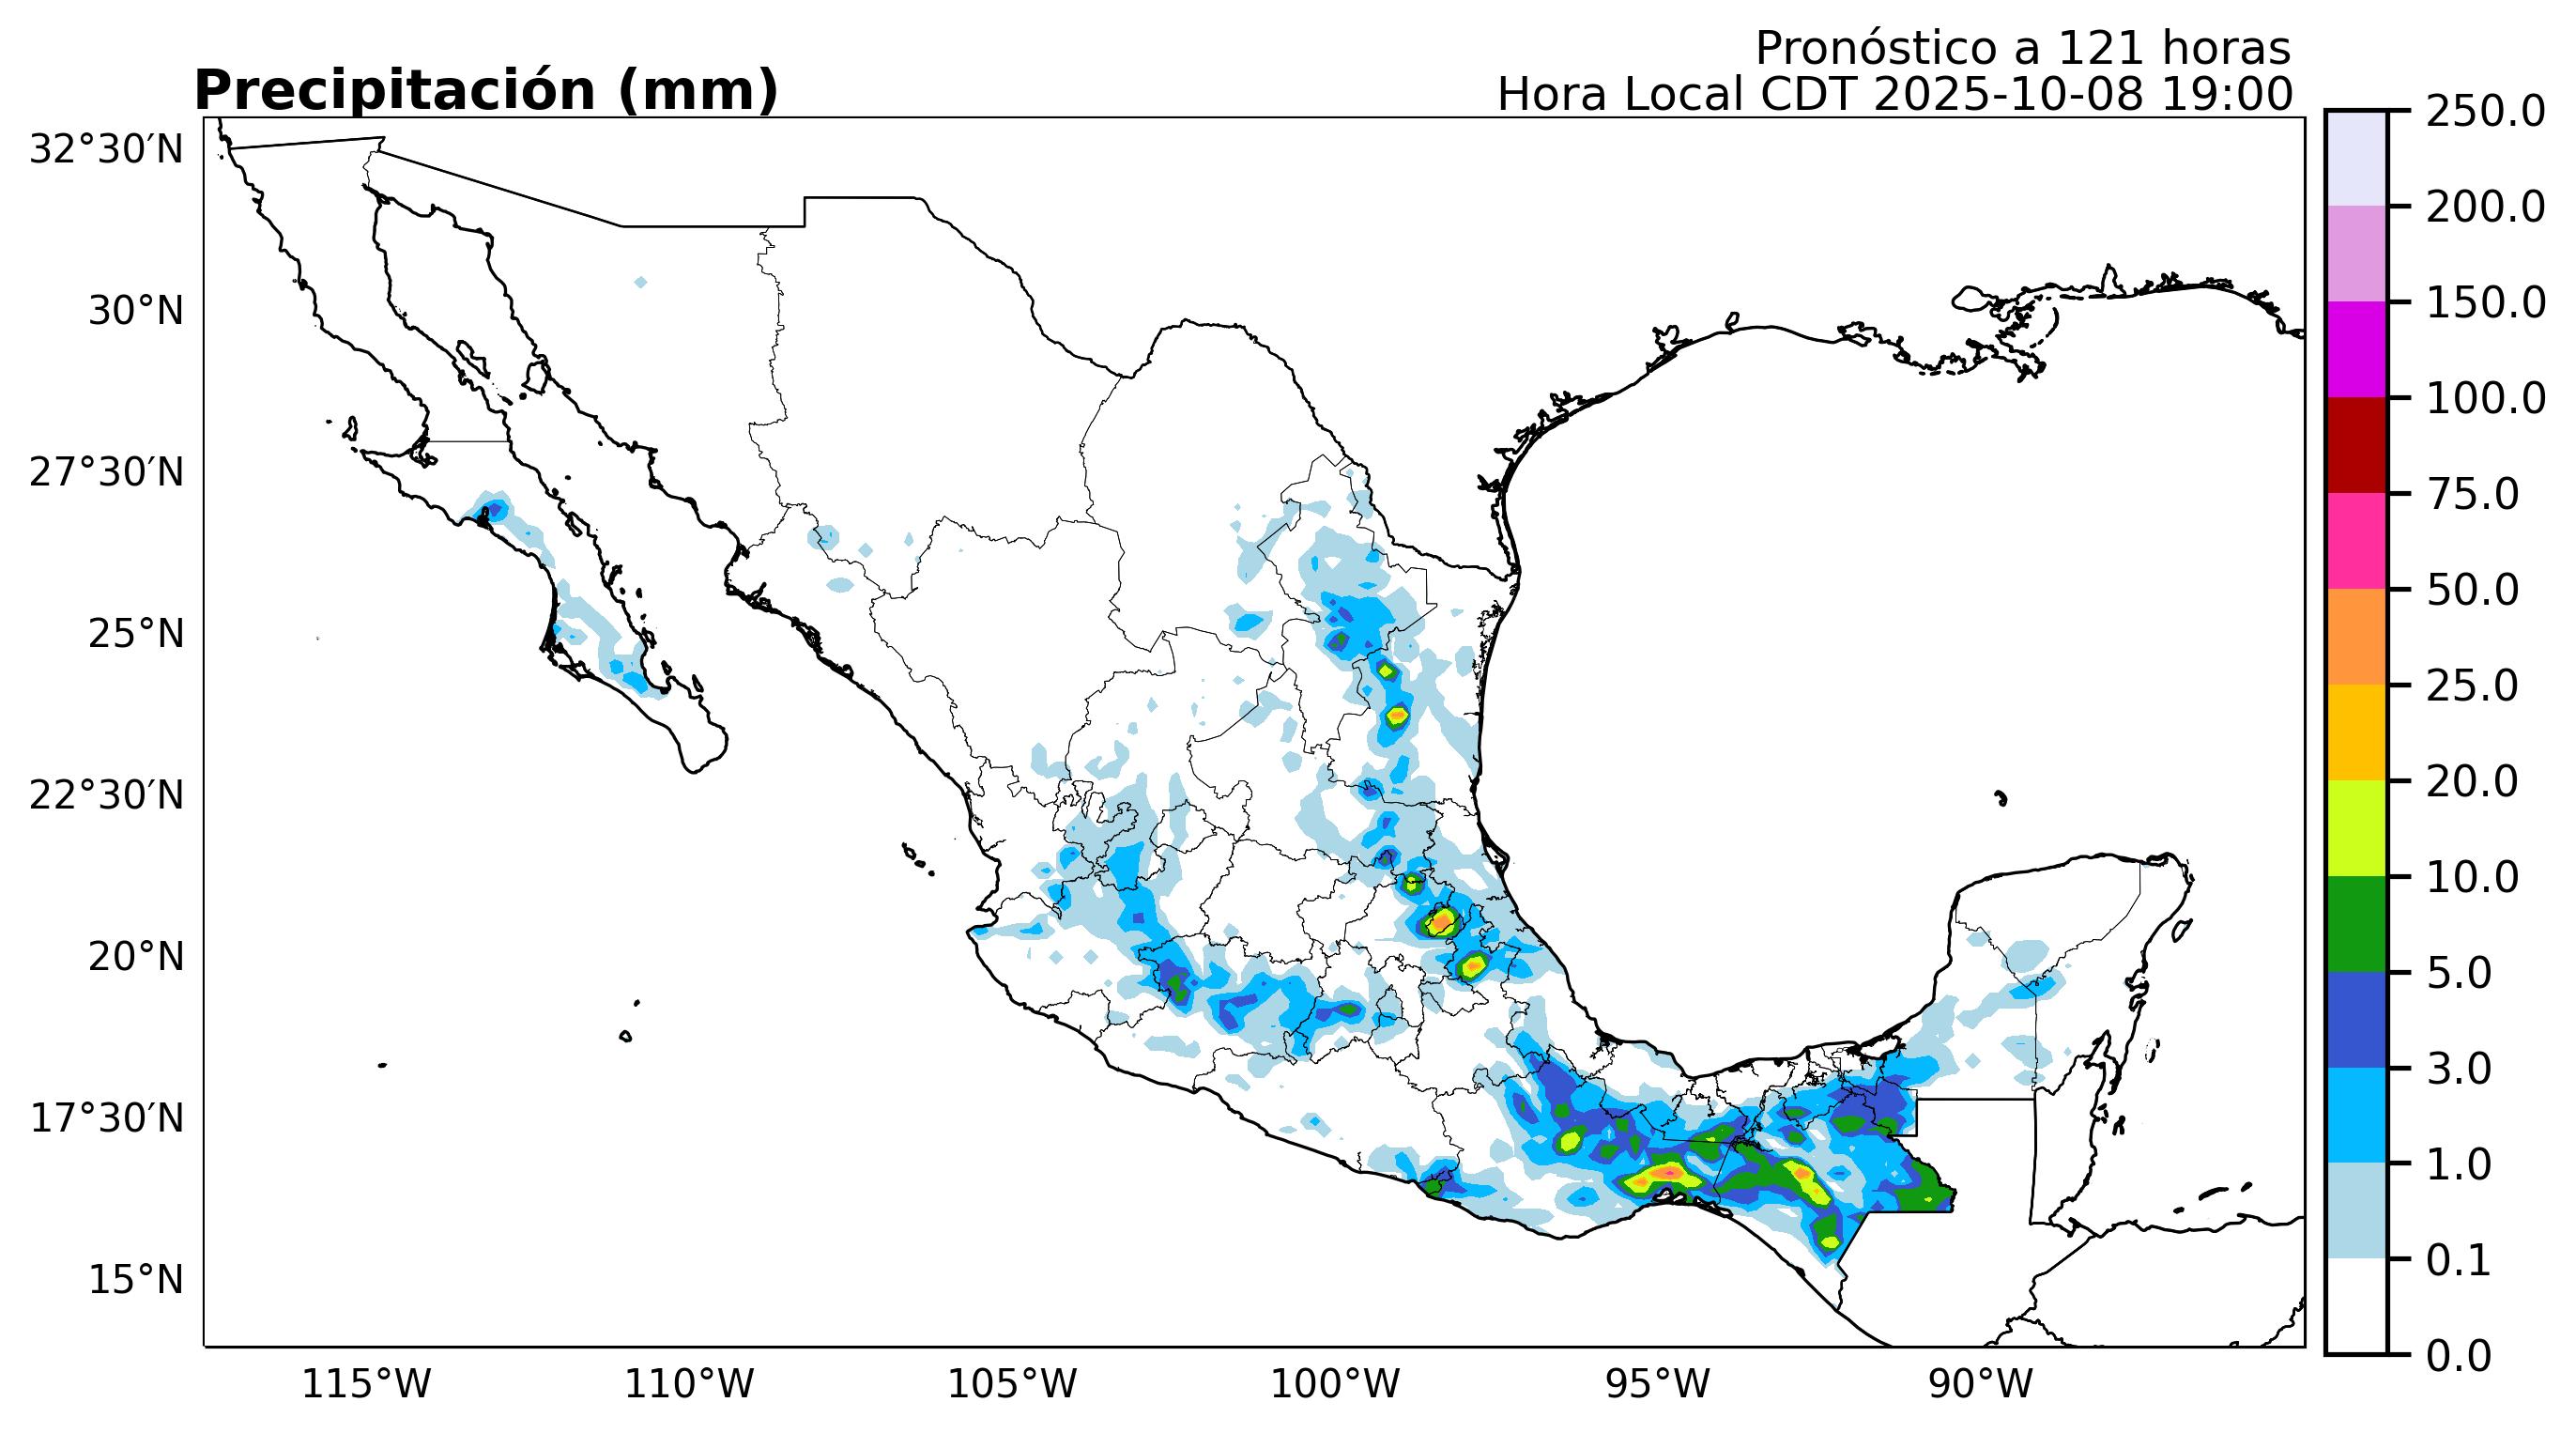 Pronóstico a 121 horas
Precipitación (mm)
Hora Local CDT 2025-10-08 19:00
32°30′N
30°N
27°30′N
25°N
22°30′N
20°N
17°30′N
15°N
115°W
110°W
105°W
100°W
95°W
90°W
250.0
200.0
150.0
100.0
75.0
50.0
25.0
20.0
10.0
5.0
3.0
1.0
0.1
0.0